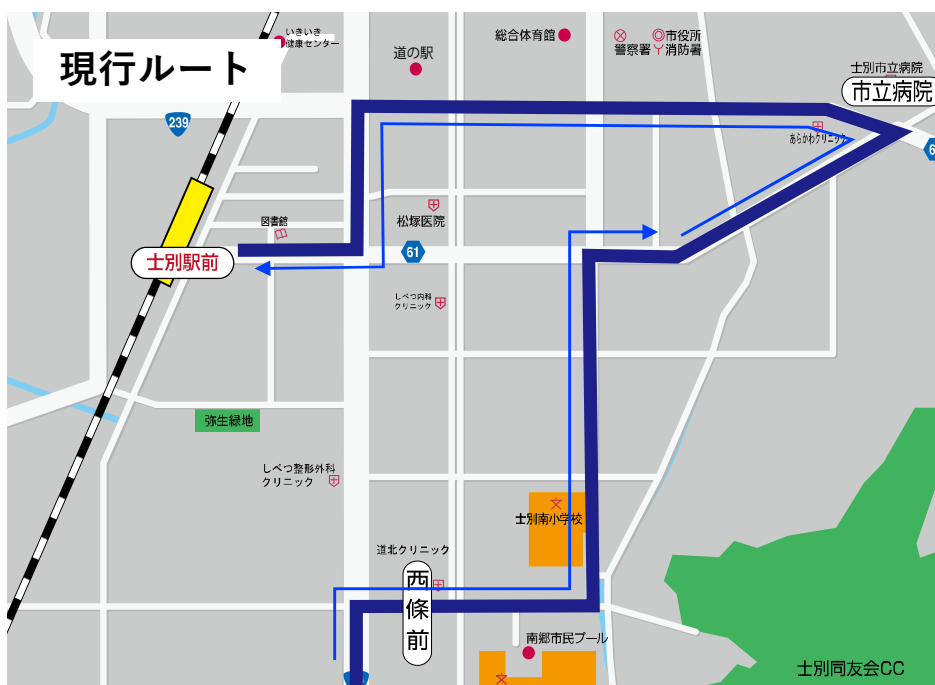 いきいき
健康センター
現行ルート
道の駅
総合体育館
市役所
警察署
消防署
士別市立病院
市立病院
239
あらかわクリニック
6
図書館
松塚医院
士別駅前
61
しべつ内科
クリニック
弥生緑地
しべつ整形外科
クリニック
士別南小学校
道北クリニック
西條前
南郷市民プール
士別同友会CC